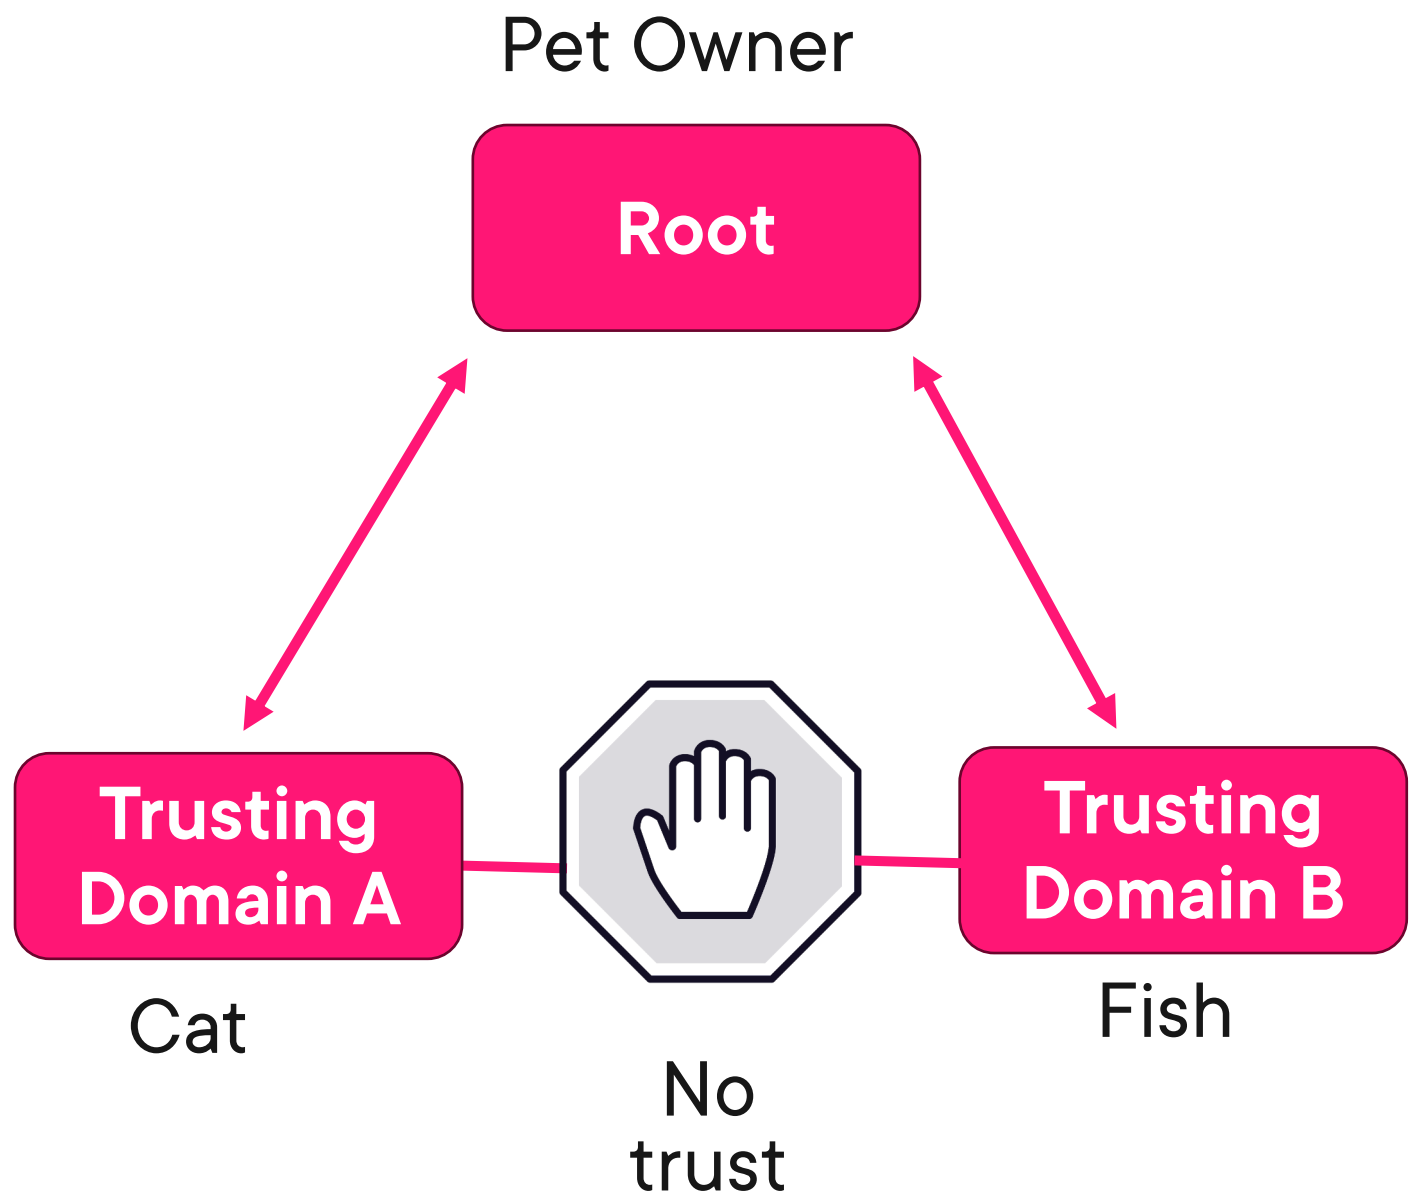 Pet Owner
Root
Trusting
Domain A
Trusting
Domain B
Cat
Fish
No
trust